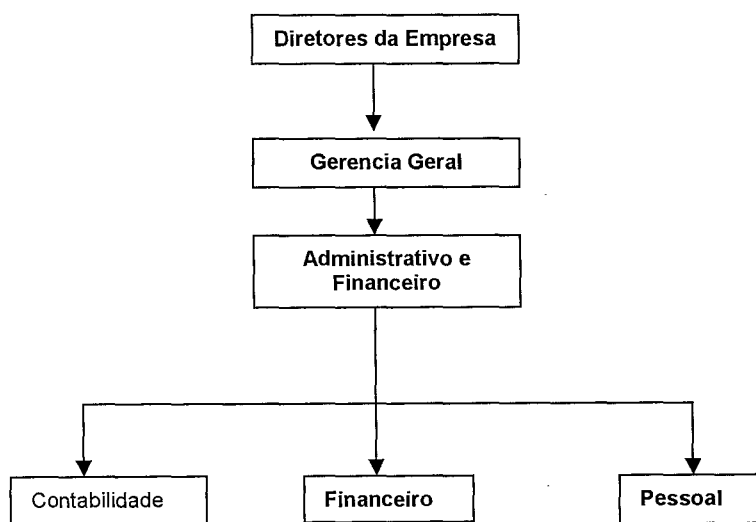 Diretores da Empresa
Gerencia Geral
Administrativo e
Financeiro
Contabilidade
Financeiro
Pessoal